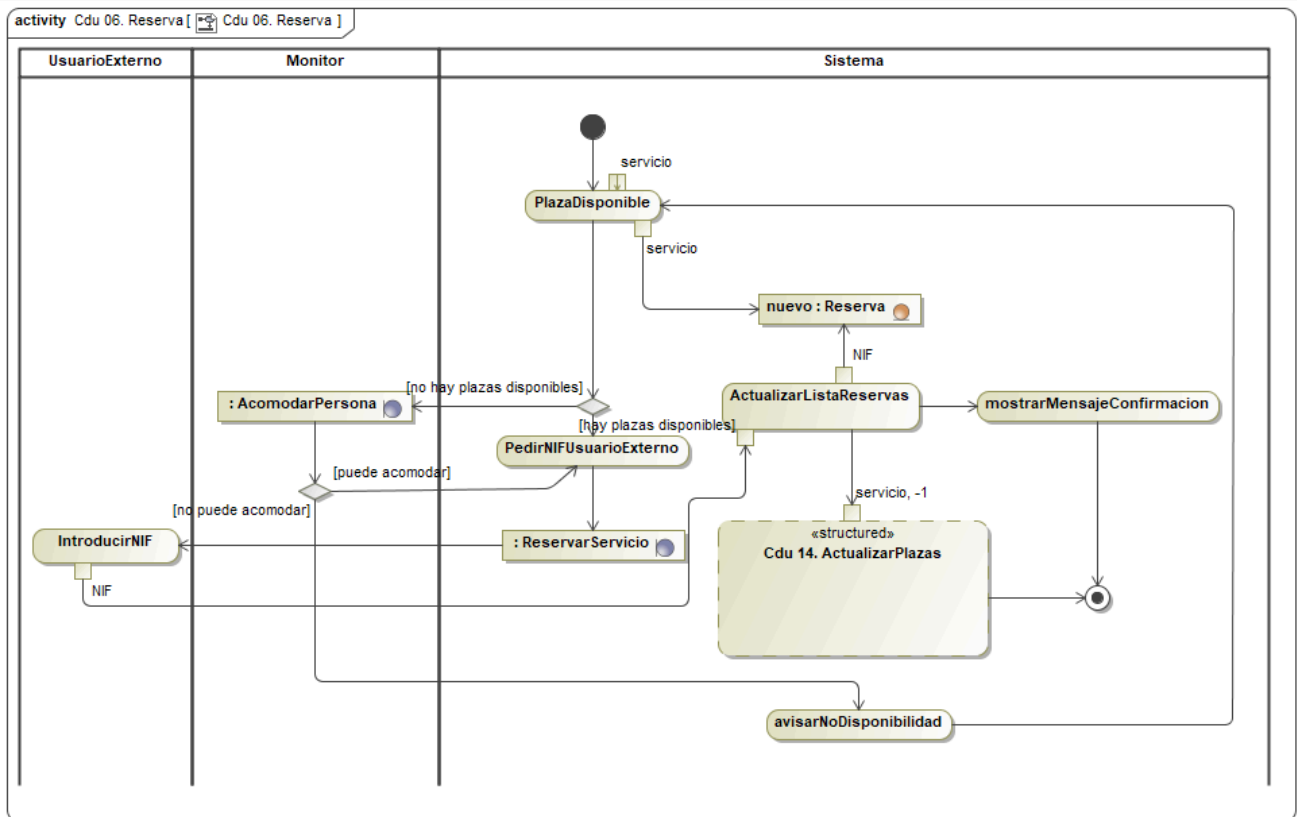 activity Cdu 06. Reserva [ Cdu 06. Reserva ]
UsuarioExterno
Monitor
Sistema
servicio
PlazaDisponible
servicio
nuevo : Reserva
NIF
[no hay plazas disponibles]
: AcomodarPersona
ActualizarListaReservas
mostrarMensajeConfirmacion
[hay plazas disponibles]
PedirNIFUsuarioExterno
[puede acomodar]
servicio, -1
[no puede acomodar]
IntroducirNIF
: ReservarServicio
«structured»
Cdu 14. ActualizarPlazas
NIF
avisarNoDisponibilidad